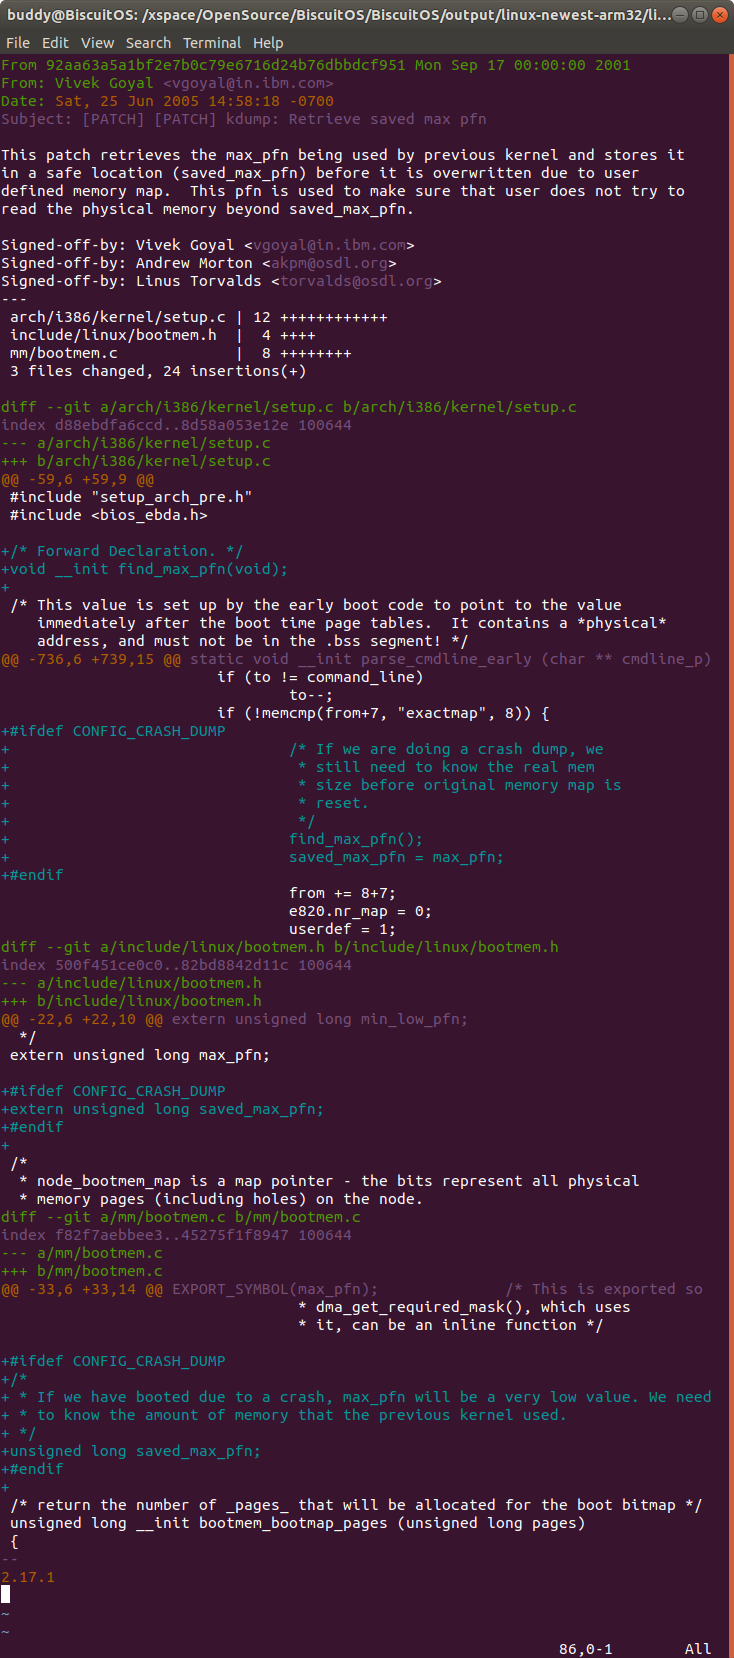 buddy@BiscuitOS: /xspace/OpenSource/BiscuitOS/BiscuitOS/output/linux-newest-arm32/li...
File Edit View Search Terminal Help
From 92aa63a5a1bf2e7b0c79e6716d24b76dbbdcf951 Mon Sep 17 00:00:00 2001
From: Vivek Goyal <vgoyal@in.ibm.com>
Date: Sat, 25 Jun 2005 14:58:18 -0700
Subject: [PATCH] [PATCH] kdump: Retrieve saved max pfn

This patch retrieves the max_pfn being used by previous kernel and stores it
in a safe location (saved_max_pfn) before it is overwritten due to user
defined memory map.  This pfn is used to make sure that user does not try to
read the physical memory beyond saved_max_pfn.

Signed-off-by: Vivek Goyal <vgoyal@in.ibm.com>
Signed-off-by: Andrew Morton <akpm@osdl.org>
Signed-off-by: Linus Torvalds <torvalds@osdl.org>
---
 arch/i386/kernel/setup.c | 12 ++++++++++++
 include/linux/bootmem.h  |  4 ++++
 mm/bootmem.c             |  8 ++++++++
 3 files changed, 24 insertions(+)

diff --git a/arch/i386/kernel/setup.c b/arch/i386/kernel/setup.c
index d88ebdfa6ccd..8d58a053e12e 100644
--- a/arch/i386/kernel/setup.c
+++ b/arch/i386/kernel/setup.c
@@ -59,6 +59,9 @@
 #include "setup_arch_pre.h"
 #include <bios_ebda.h>

+/* Forward Declaration. */
+void __init find_max_pfn(void);
+
 /* This value is set up by the early boot code to point to the value
    immediately after the boot time page tables.  It contains a *physical*
    address, and must not be in the .bss segment! */
@@ -736,6 +739,15 @@ static void __init parse_cmdline_early (char ** cmdline_p)
                        if (to != command_line)
                                to--;
                        if (!memcmp(from+7, "exactmap", 8)) {
+#ifdef CONFIG_CRASH_DUMP
+                               /* If we are doing a crash dump, we
+                                * still need to know the real mem
+                                * size before original memory map is
+                                * reset.
+                                */
+                               find_max_pfn();
+                               saved_max_pfn = max_pfn;
+#endif
                                from += 8+7;
                                e820.nr_map = 0;
                                userdef = 1;
diff --git a/include/linux/bootmem.h b/include/linux/bootmem.h
index 500f451ce0c0..82bd8842d11c 100644
--- a/include/linux/bootmem.h
+++ b/include/linux/bootmem.h
@@ -22,6 +22,10 @@ extern unsigned long min_low_pfn;
  */
 extern unsigned long max_pfn;

+#ifdef CONFIG_CRASH_DUMP
+extern unsigned long saved_max_pfn;
+#endif
+
 /*
  * node_bootmem_map is a map pointer - the bits represent all physical
  * memory pages (including holes) on the node.
diff --git a/mm/bootmem.c b/mm/bootmem.c
index f82f7aebbee3..45275f1f8947 100644
--- a/mm/bootmem.c
+++ b/mm/bootmem.c
@@ -33,6 +33,14 @@ EXPORT_SYMBOL(max_pfn);              /* This is exported so
                                 * dma_get_required_mask(), which uses
                                 * it, can be an inline function */

+#ifdef CONFIG_CRASH_DUMP
+/*
+ * If we have booted due to a crash, max_pfn will be a very low value. We need
+ * to know the amount of memory that the previous kernel used.
+ */
+unsigned long saved_max_pfn;
+#endif
+
 /* return the number of _pages_ that will be allocated for the boot bitmap */
 unsigned long __init bootmem_bootmap_pages (unsigned long pages)
 {
--
2.17.1

~
~
86,0-1        All